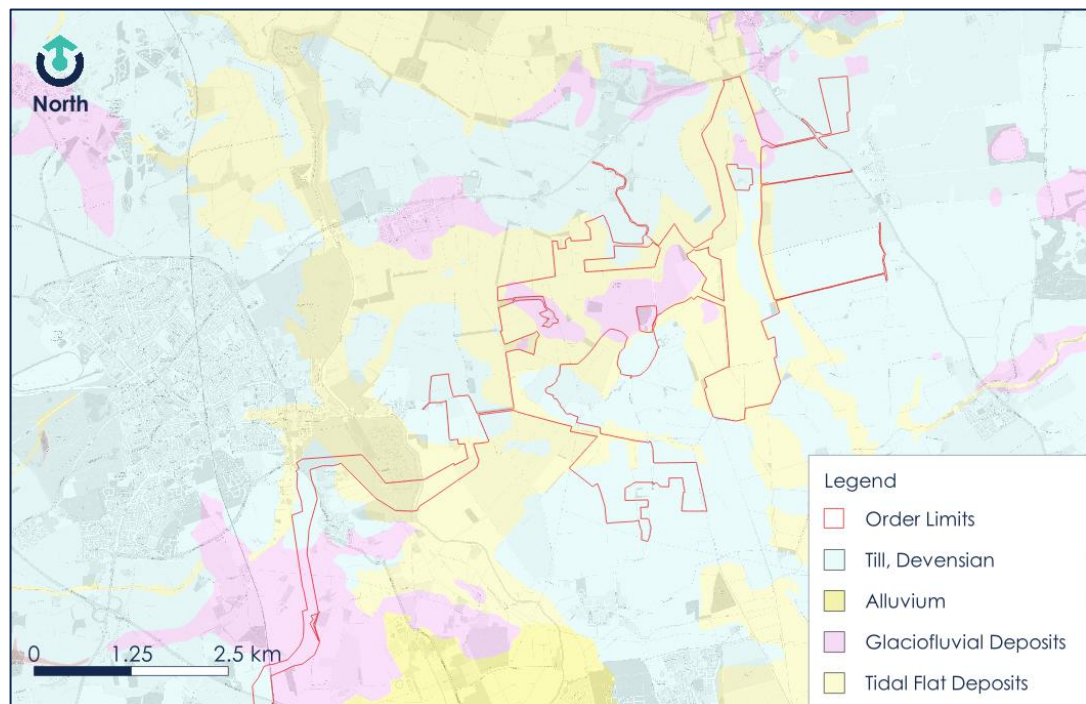 North
0 1.25 2.5 km
Legend
Order Limits
Till, Devensian
Alluvium
Glaciofluvial Deposits
Tidal Flat Deposits